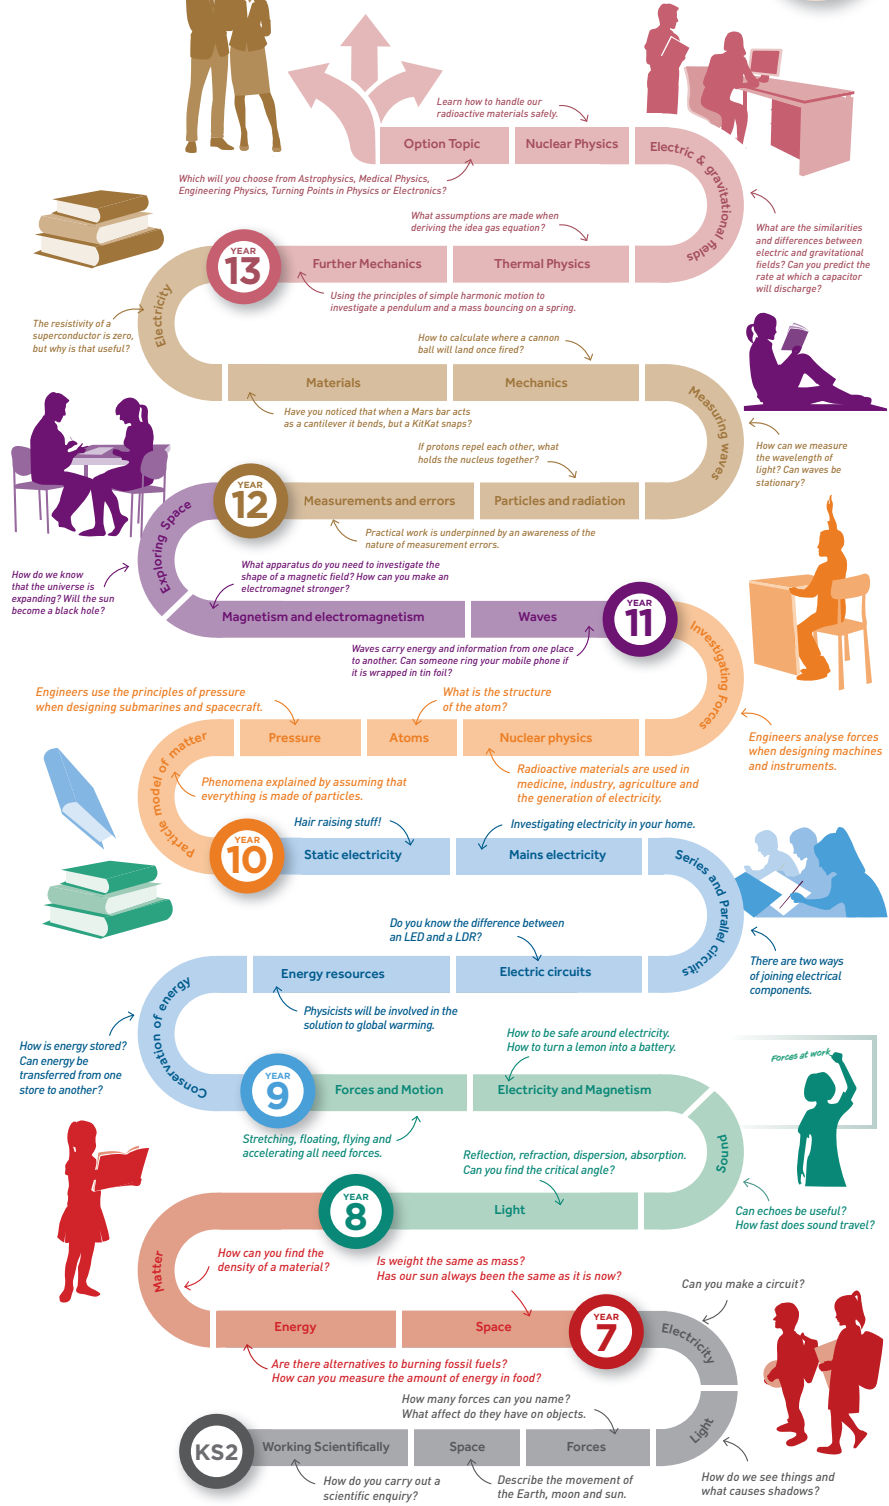 Learn how to handle our
radioactive materials safely.
Option Topic
Nuclear Physics
Electric & gravitational fields
Which will you choose from Astrophysics, Medical Physics,
Engineering Physics, Turning Points in Physics or Electronics?
What assumptions are made when
deriving the idea gas equation?
What are the similarities
and differences between
electric and gravitational
fields? Can you predict the
rate at which a capacitor
will discharge?
YEAR
13
Further Mechanics
Thermal Physics
Using the principles of simple harmonic motion to
investigate a pendulum and a mass bouncing on a spring.
Electricity
The resistivity of a
superconductor is zero,
but why is that useful?
How to calculate where a cannon
ball will land once fired?
Materials
Mechanics
Measuring waves
Have you noticed that when a Mars bar acts
as a cantilever it bends, but a KitKat snaps?
If protons repel each other, what
holds the nucleus together?
How can we measure
the wavelength of
light? Can waves be
stationary?
YEAR
12
Measurements and errors
Particles and radiation
Practical work is underpinned by an awareness of the
nature of measurement errors.
Exploring Space
How do we know
that the universe is
expanding? Will the sun
become a black hole?
What apparatus do you need to investigate the
shape of a magnetic field? How can you make an
electromagnet stronger?
Magnetism and electromagnetism
Waves
YEAR
11
Investigating Forces
Waves carry energy and information from one place
to another. Can someone ring your mobile phone if
it is wrapped in tin foil?
Engineers use the principles of pressure
when designing submarines and spacecraft.
What is the structure
of the atom?
Particle model of matter
Pressure
Atoms
Nuclear physics
Engineers analyse forces
when designing machines
and instruments.
Phenomena explained by assuming that
everything is made of particles.
Radioactive materials are used in
medicine, industry, agriculture and
the generation of electricity.
Hair raising stuff!
Investigating electricity in your home.
YEAR
10
Static electricity
Mains electricity
Series and Parallel circuits
Do you know the difference between
an LED and a LDR?
There are two ways
of joining electrical
components.
Conservation of energy
Energy resources
Electric circuits
Physicists will be involved in the
solution to global warming.
How is energy stored?
Can energy be
transferred from one
store to another?
How to be safe around electricity.
How to turn a lemon into a battery.
Forces at work
YEAR
9
Forces and Motion
Electricity and Magnetism
Sound
Stretching, floating, flying and
accelerating all need forces.
Reflection, refraction, dispersion, absorption.
Can you find the critical angle?
Can echoes be useful?
How fast does sound travel?
YEAR
8
Light
Matter
How can you find the
density of a material?
Is weight the same as mass?
Has our sun always been the same as it is now?
Can you make a circuit?
Energy
Space
YEAR
7
Electricity
Are there alternatives to burning fossil fuels?
How can you measure the amount of energy in food?
How many forces can you name?
What affect do they have on objects.
KS2
Working Scientifically
Space
Forces
Light
How do you carry out a
scientific enquiry?
Describe the movement of
the Earth, moon and sun.
How do we see things and
what causes shadows?